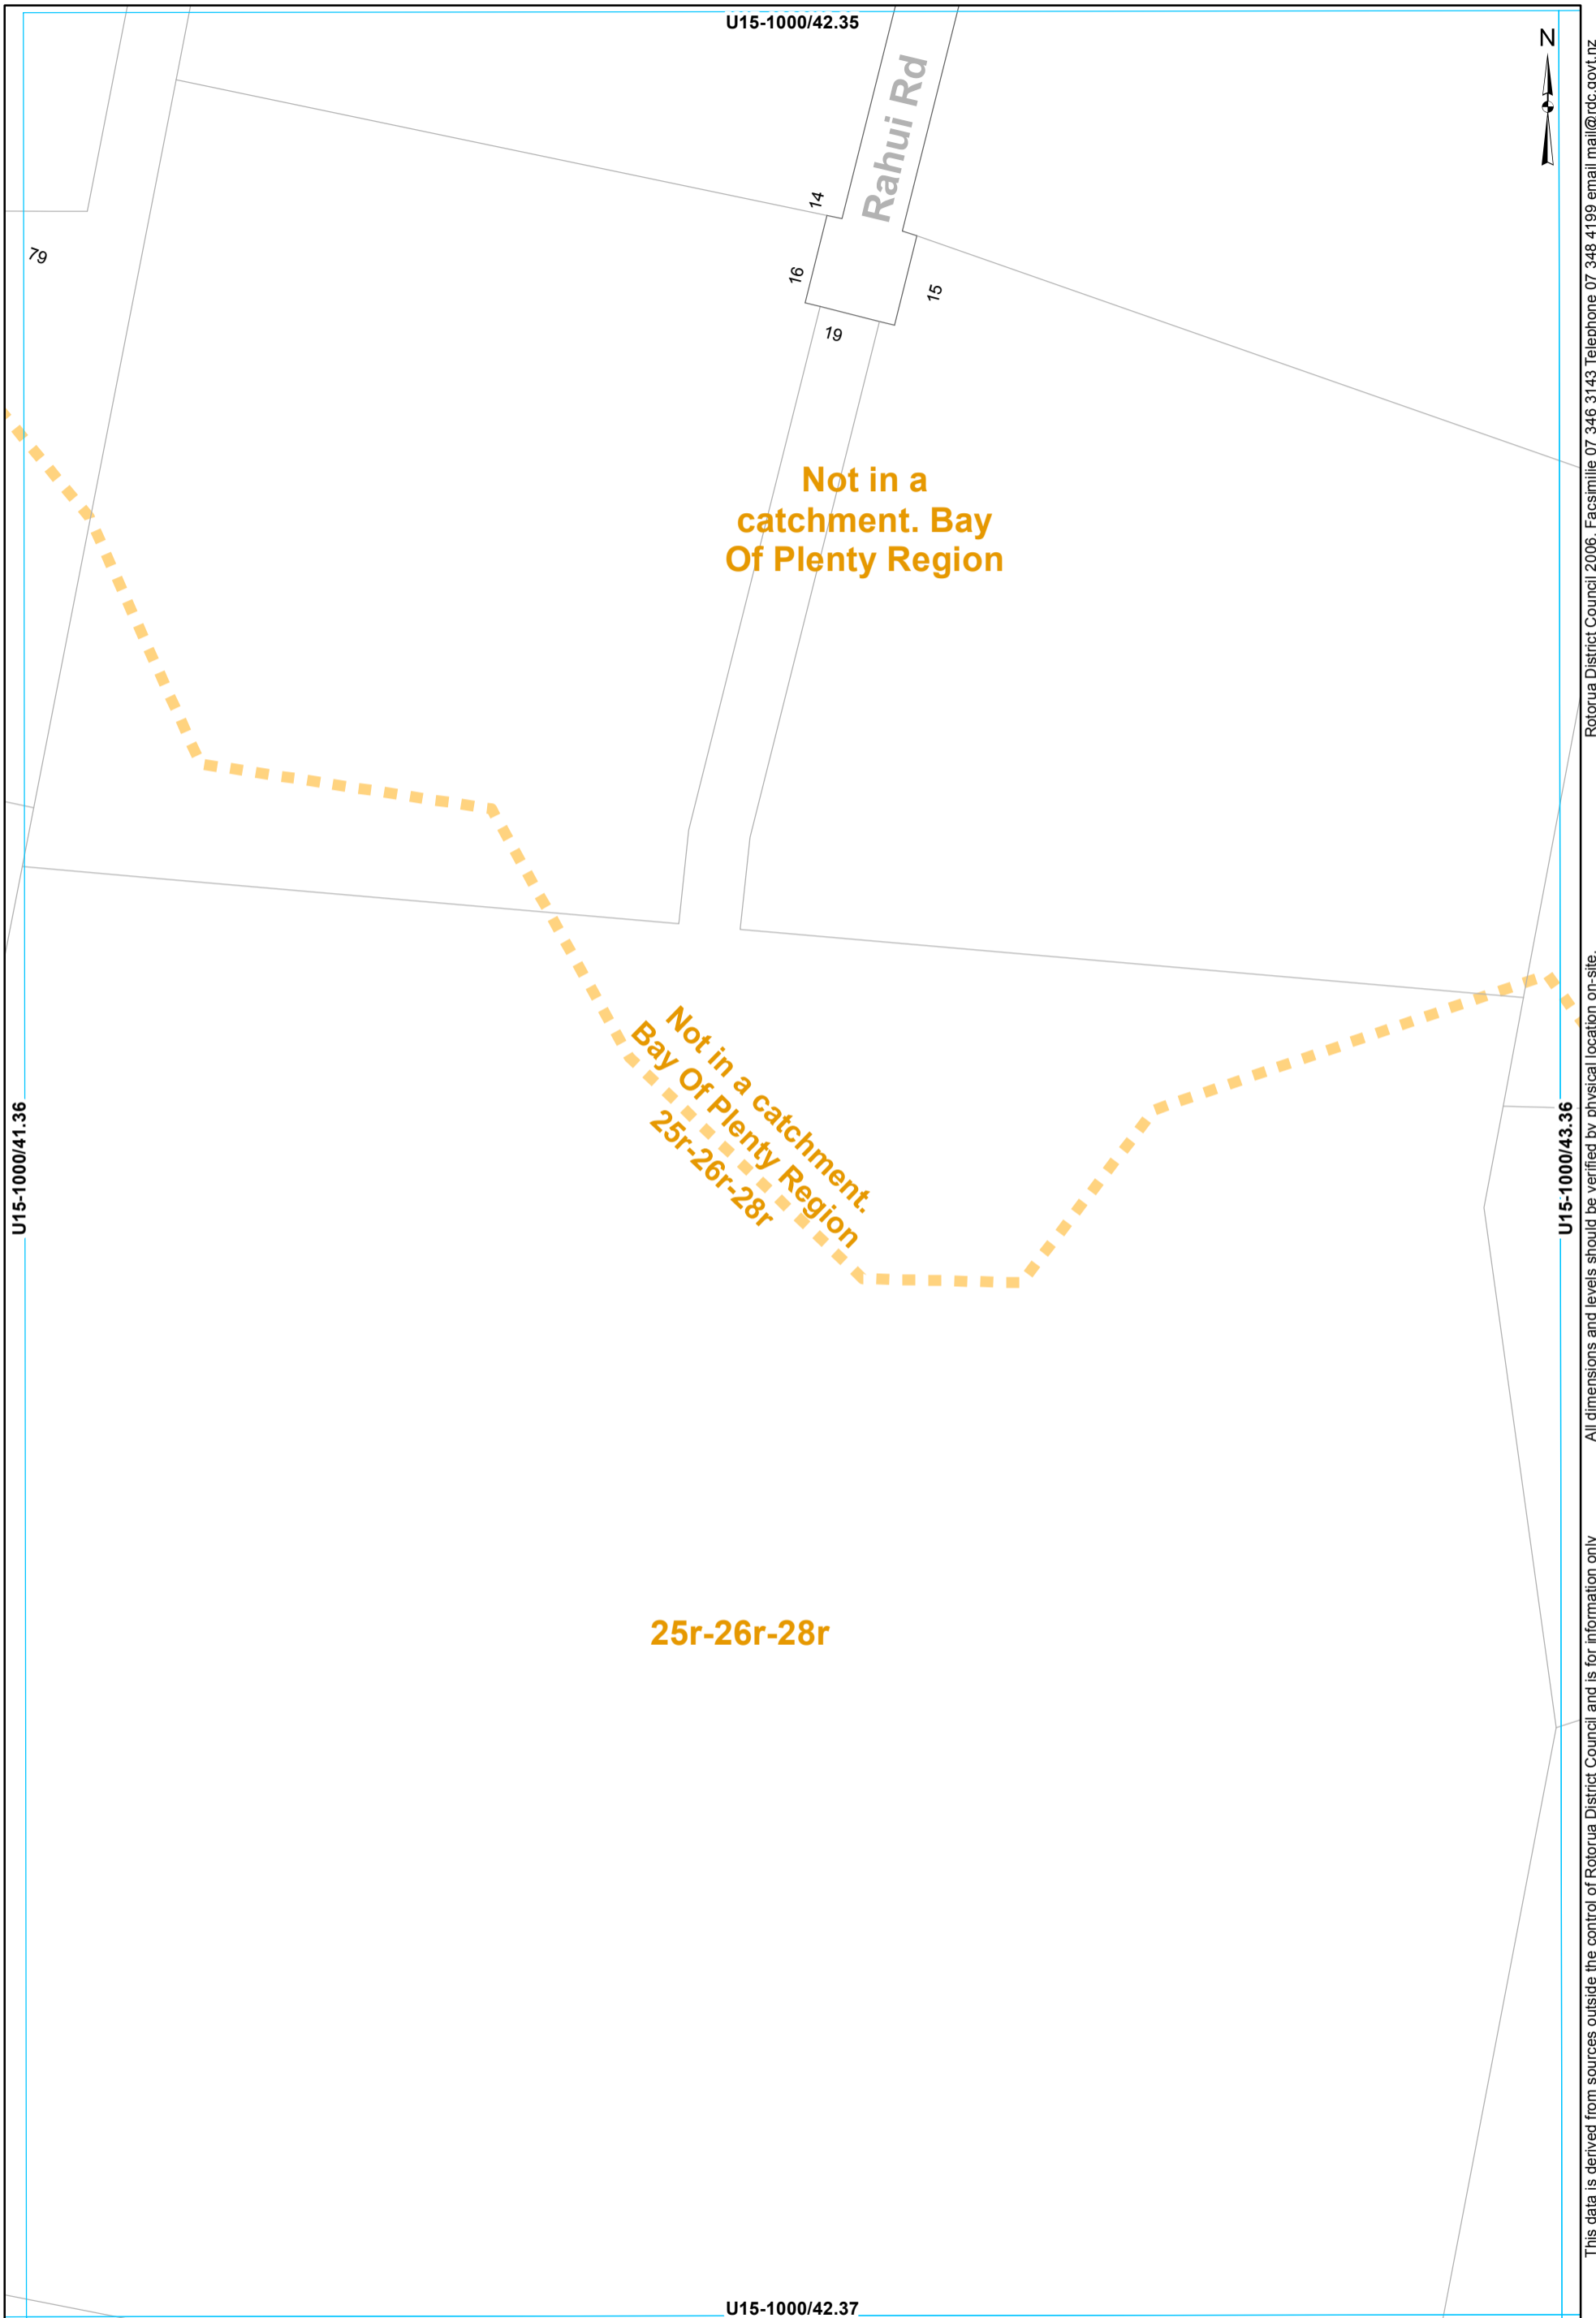 U15-1000/42.35
N
Rahui Rd
14
16
15
19
79
Not in a
catchment. Bay
Of Plenty Region
Not in a catchment.
Bay Of Plenty Region
25r-26r-28r
U15-1000/41.36
U15-1000/43.36
25r-26r-28r
U15-1000/42.37
This data is derived from sources outside the control of Rotorua District Council and is for information only
All dimensions and levels should be verified by physical location on-site.
Rotorua District Council 2006. Facsimilie 07 346 3143 Telephone 07 348 4199 email mail@rdc.govt.nz